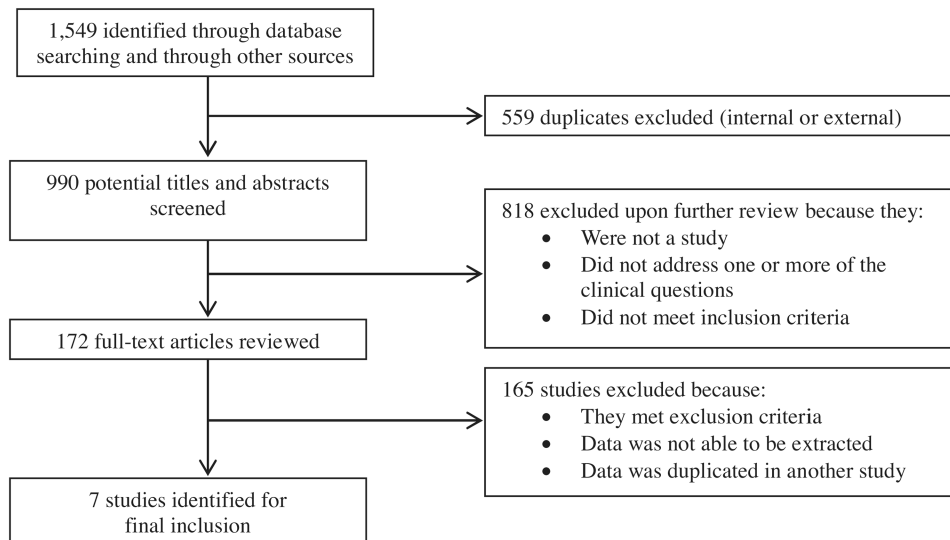 1,549 identified through database
searching and through other sources
559 duplicates excluded (internal or external)
990 potential titles and abstracts
screened
818 excluded upon further review because they:
• Were not a study
• Did not address one or more of the
clinical questions
• Did not meet inclusion criteria
172 full-text articles reviewed
165 studies excluded because:
• They met exclusion criteria
• Data was not able to be extracted
• Data was duplicated in another study
7 studies identified for
final inclusion